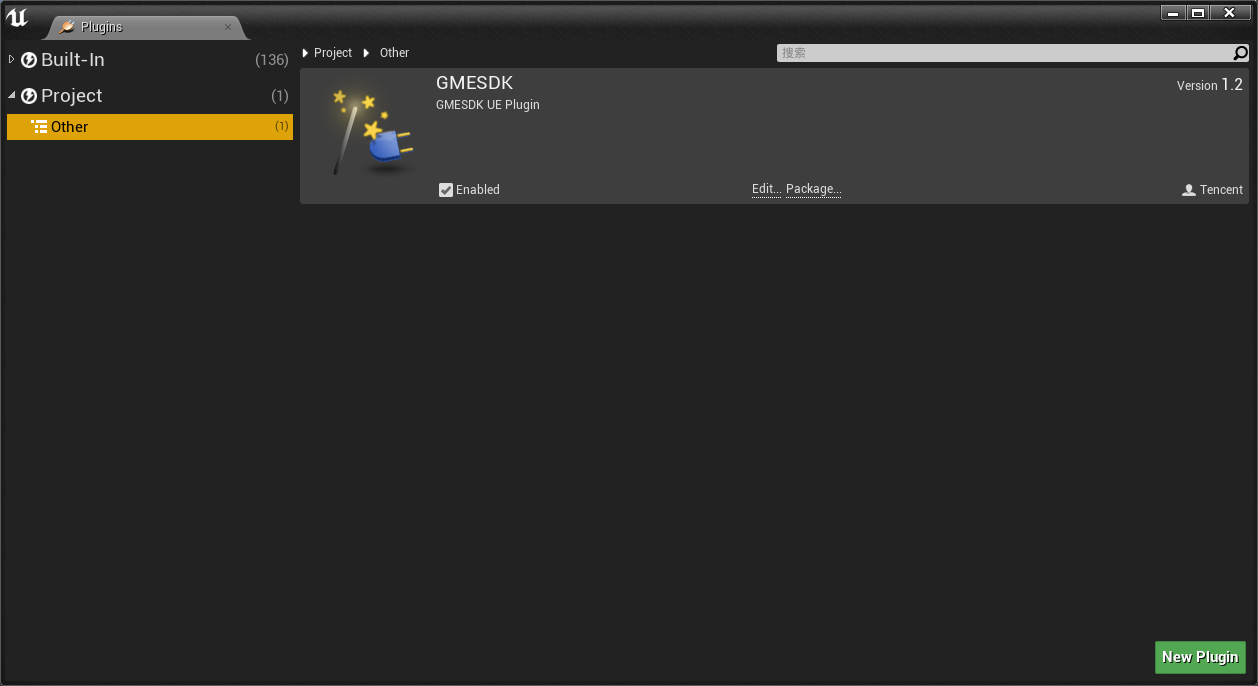 Plugins
Built-In (136)
Project (1)
Other (1)
Project Other
搜索
GMESDK
Version 1.2
GMESDK UE Plugin
Enabled
Edit... Package...
Tencent
New Plugin